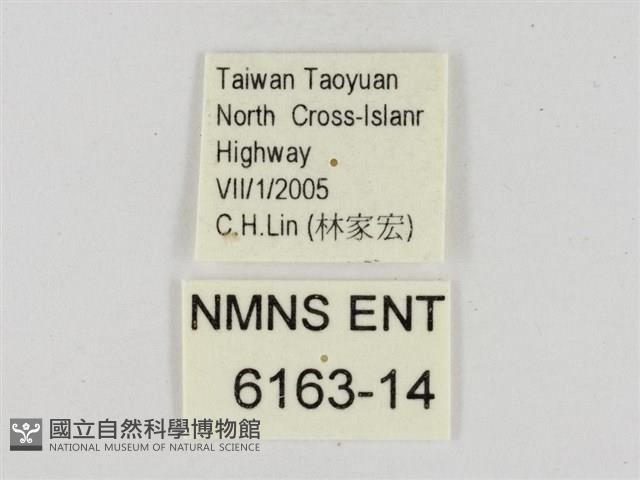 Taiwan Taoyuan
North Cross-Islanr
Highway
VII/1/2005
C.H.Lin (林家宏)
NMNS ENT
6163-14
國立自然科學博物館
NATIONAL MUSEUM OF NATURAL SCIENCE